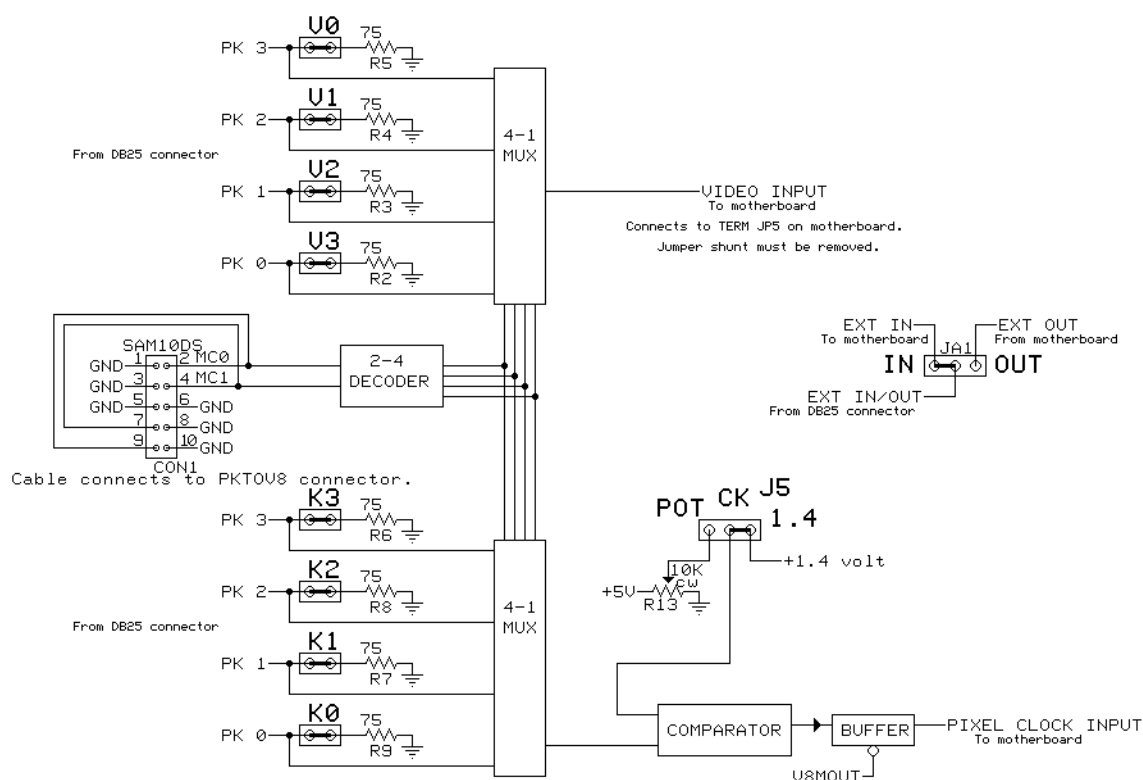 V0
75
PK 3
R5
V1
75
PK 2
R4
From DB25 connector
4-1
MUX
V2
75
PK 1
R3
VIDEO INPUT
To motherboard
Connects to TERM JP5 on motherboard.
Jumper shunt must be removed.
V3
75
PK 0
R2
EXT IN
To motherboard
EXT OUT
From motherboard
JA1
IN
OUT
EXT IN/OUT
From DB25 connector
SAM10DS
GND 1 2 MC0
GND 3 4 MC1
GND 5 6 GND
7 8 GND
9 10 GND
CON1
2-4
DECODER
Cable connects to PKTOV8 connector.
K3
75
PK 3
R6
K2
75
PK 2
R8
From DB25 connector
4-1
MUX
K1
75
PK 1
R7
K0
75
PK 0
R9
POT
CK
J5
1.4
+1.4 volt
10K
cw
+5V
R13
COMPARATOR
BUFFER
PIXEL CLOCK INPUT
To motherboard
V8MOUT